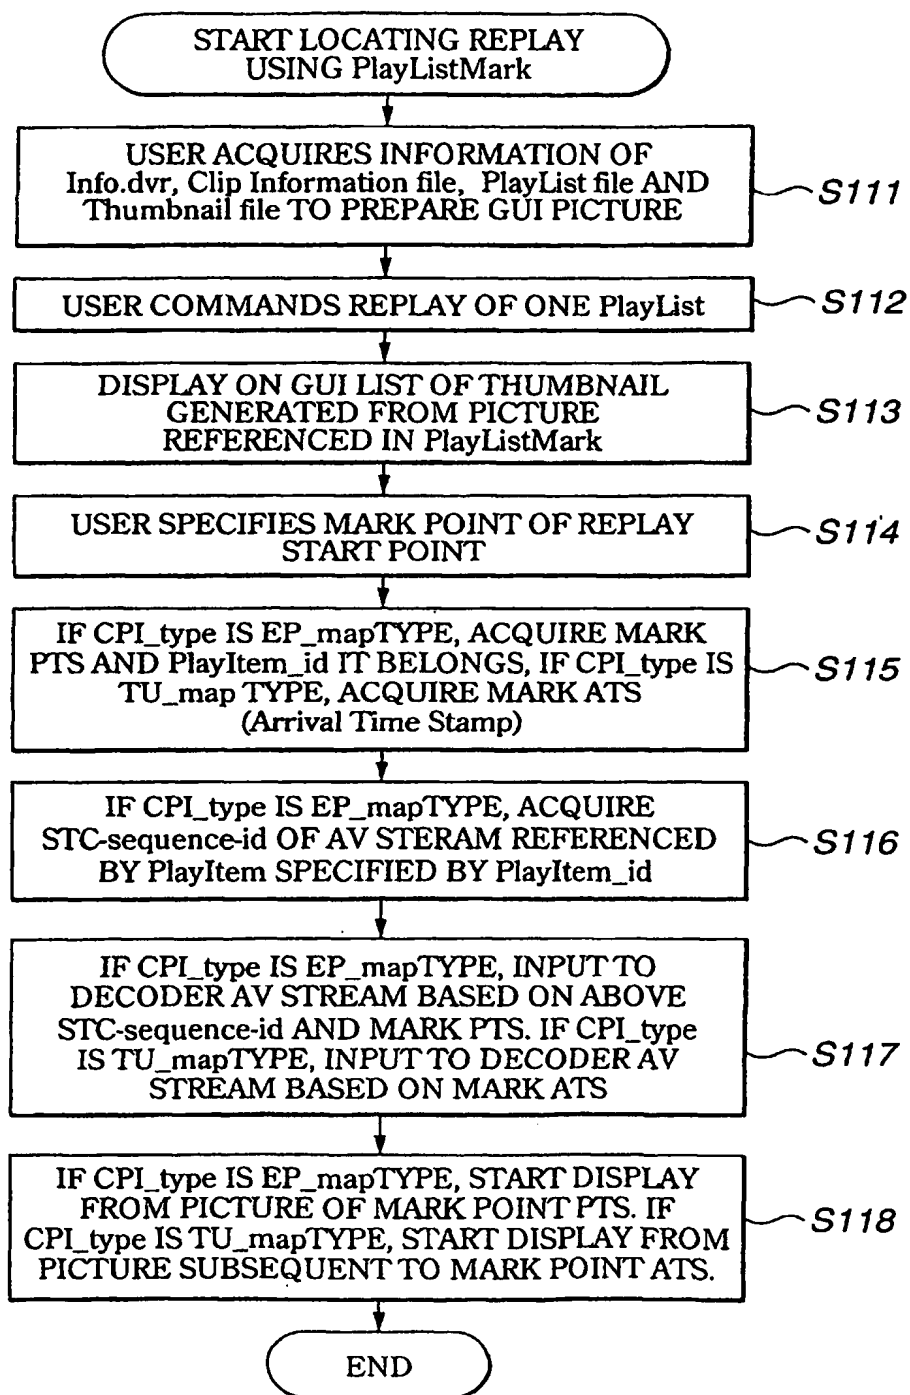 START LOCATING REPLAY
USING PlayListMark
USER ACQUIRES INFORMATION OF
Info.dvr, Clip Information file, PlayList file AND
Thumbnail file TO PREPARE GUI PICTURE
S111
USER COMMANDS REPLAY OF ONE PlayList
S112
DISPLAY ON GUI LIST OF THUMBNAIL
GENERATED FROM PICTURE
REFERENCED IN PlayListMark
S113
USER SPECIFIES MARK POINT OF REPLAY
START POINT
S114
IF CPI_type IS EP_mapTYPE, ACQUIRE MARK
PTS AND PlayItem_id IT BELONGS, IF CPI_type IS
TU_map TYPE, ACQUIRE MARK ATS
(Arrival Time Stamp)
S115
IF CPI_type IS EP_mapTYPE, ACQUIRE
STC-sequence-id OF AV STERAM REFERENCED
BY PlayItem SPECIFIED BY PlayItem_id
S116
IF CPI_type IS EP_mapTYPE, INPUT TO
DECODER AV STREAM BASED ON ABOVE
STC-sequence-id AND MARK PTS. IF CPI_type
IS TU_mapTYPE, INPUT TO DECODER AV
STREAM BASED ON MARK ATS
S117
IF CPI_type IS EP_mapTYPE, START DISPLAY
FROM PICTURE OF MARK POINT PTS. IF
CPI_type IS TU_mapTYPE, START DISPLAY FROM
PICTURE SUBSEQUENT TO MARK POINT ATS.
S118
END